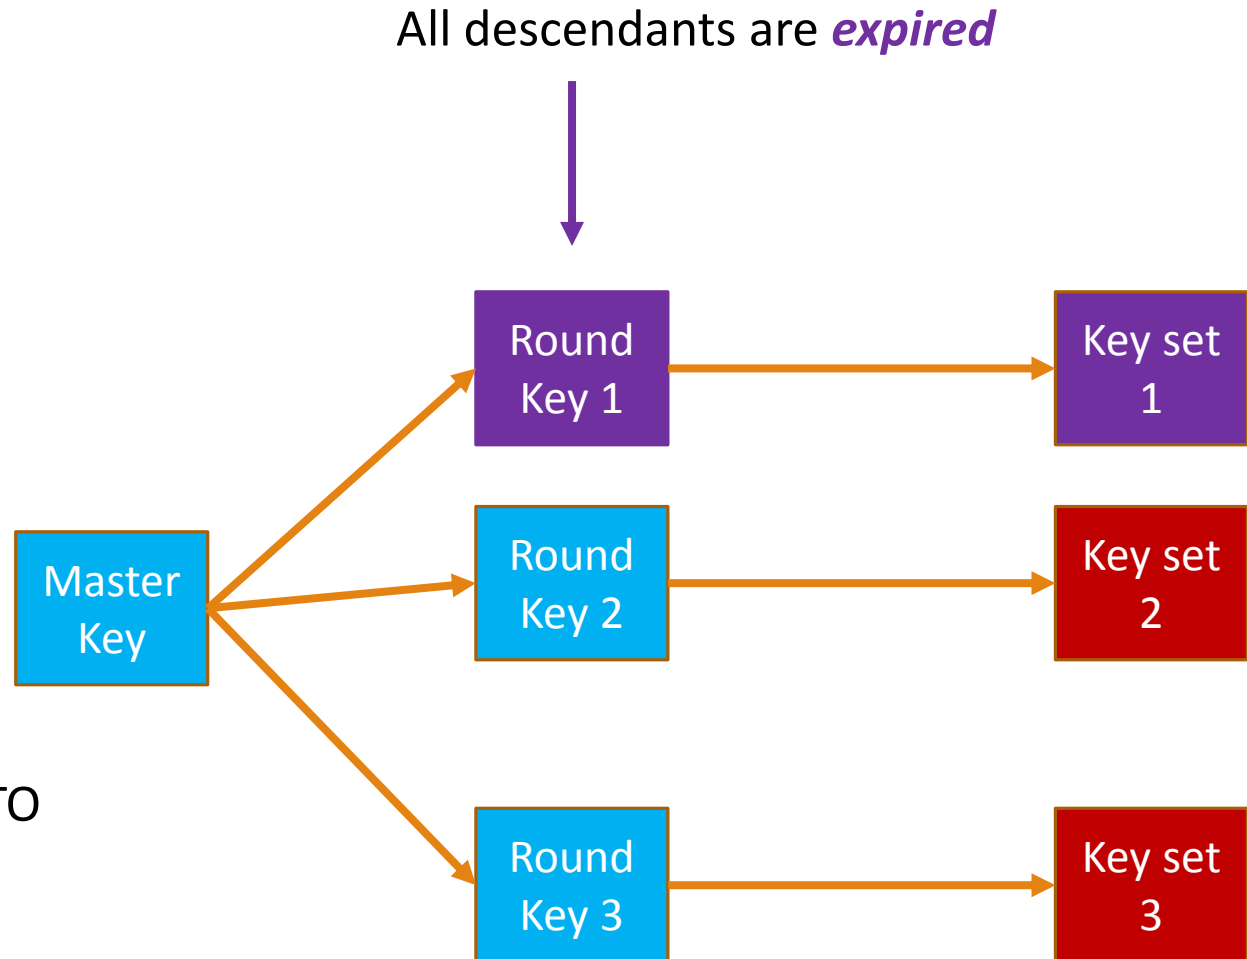 All descendants are expired
Round
Key 1
Key set
1
Master
Key
Round
Key 2
Key set
2
TO
Round
Key 3
Key set
3